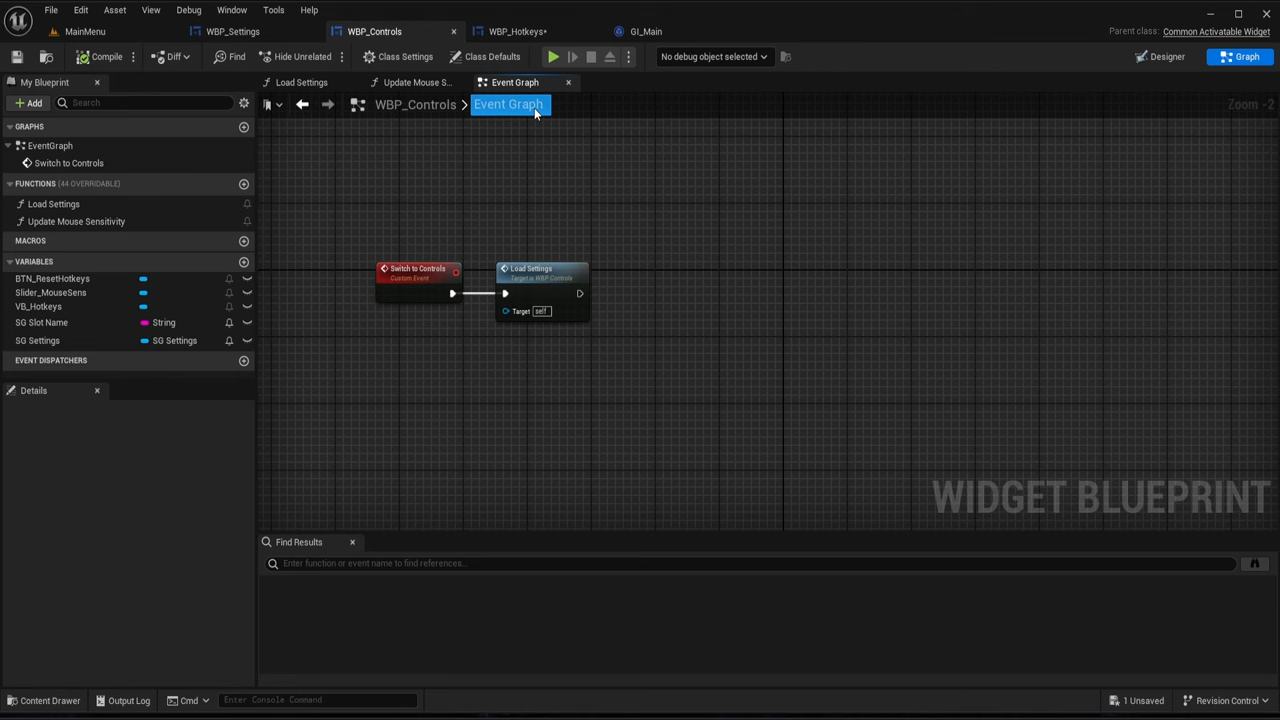 File Edit Asset View Debug Window Tools Help
MainMenu WBP_Settings WBP_Controls WBP_Hotkeys* GI_Main Parent class: Common Activatable Widget
Compile Diff Find Hide Unrelated Class Settings Class Defaults No debug object selected Designer Graph
My Blueprint Load Settings Update Mouse S... Event Graph
Add Search WBP_Controls > Event Graph Zoom -2
GRAPHS
EventGraph
Switch to Controls
FUNCTIONS (44 OVERRIDABLE)
Load Settings
Update Mouse Sensitivity
MACROS
VARIABLES
BTN_ResetHotkeys
Slider_MouseSens
VB_Hotkeys
SG Slot Name String
SG Settings SG Settings
EVENT DISPATCHERS
Details
Switch to Controls
Custom Event
Load Settings
Target is WBP Controls
Target self
WIDGET BLUEPRINT
Find Results
Enter function or event name to find references...
Content Drawer Output Log Cmd Enter Console Command 1 Unsaved Revision Control